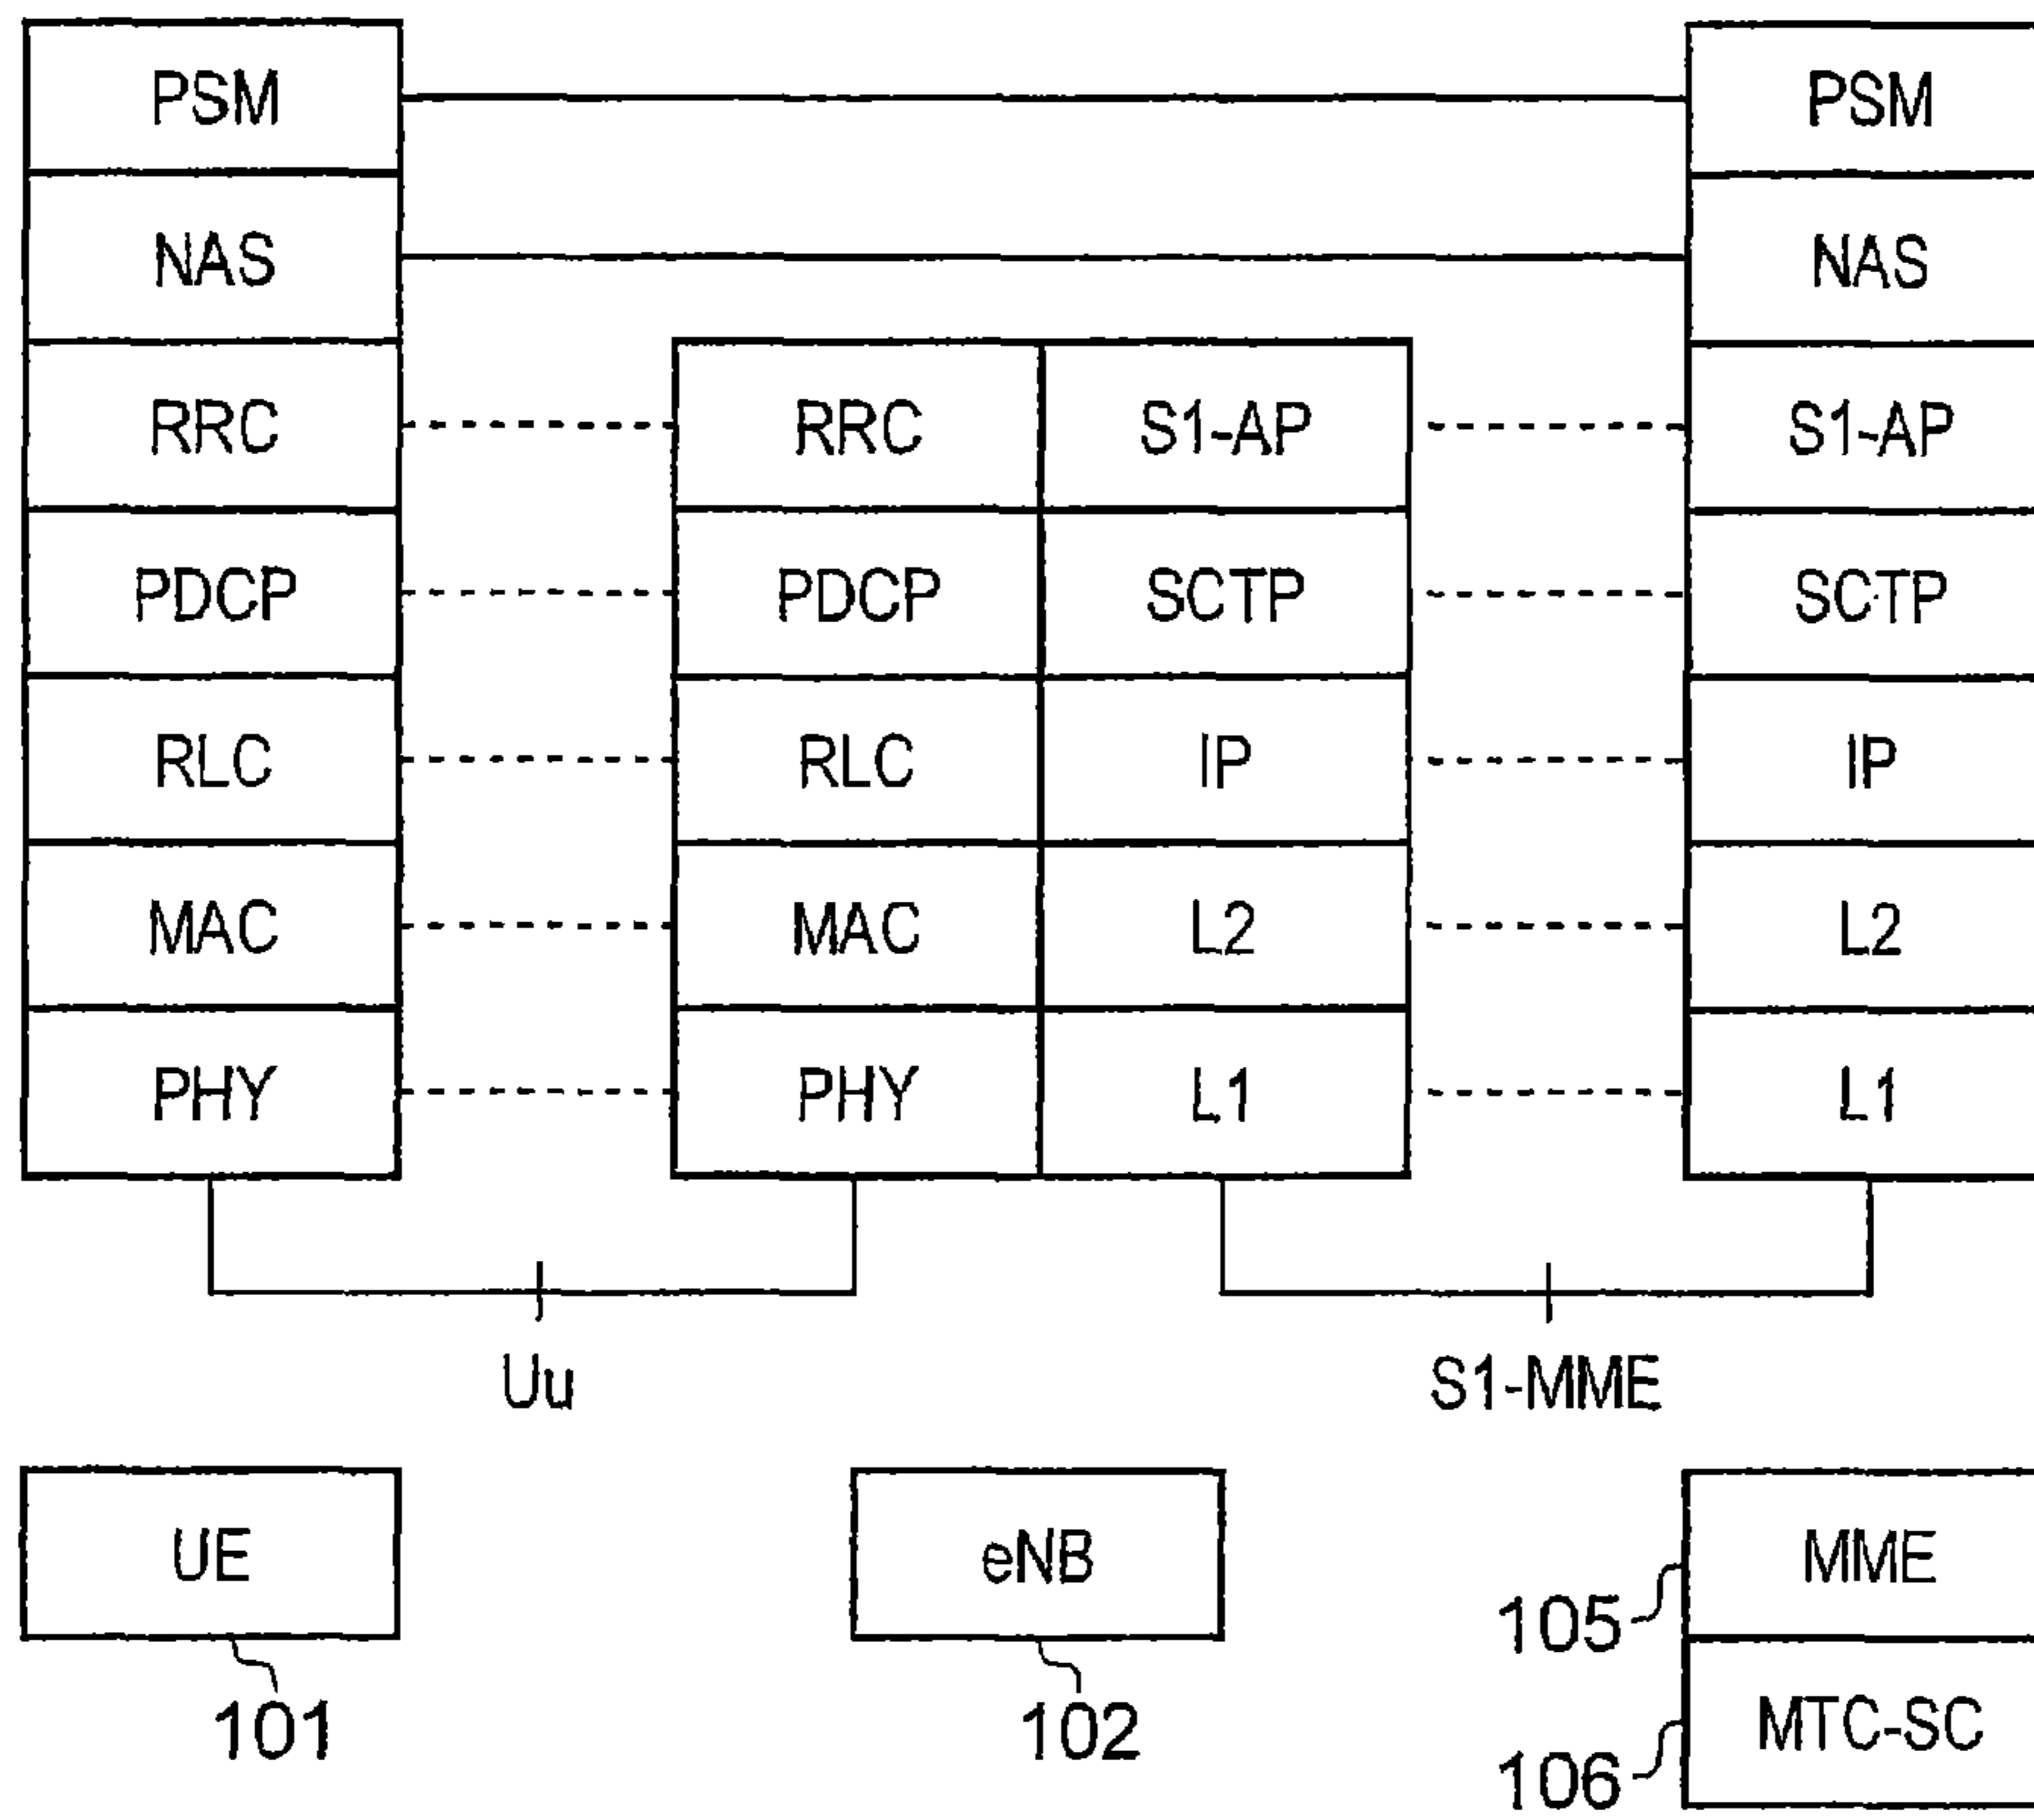 PSM PSM
NAS NAS
RRC RRC S1-AP S1-AP
PDCP PDCP SCTP SCTP
RLC RLC IP IP
MAC MAC L2 L2
PHY PHY L1 L1
Uu S1-MME
UE eNB MME
105
101 102 MTC-SC
106